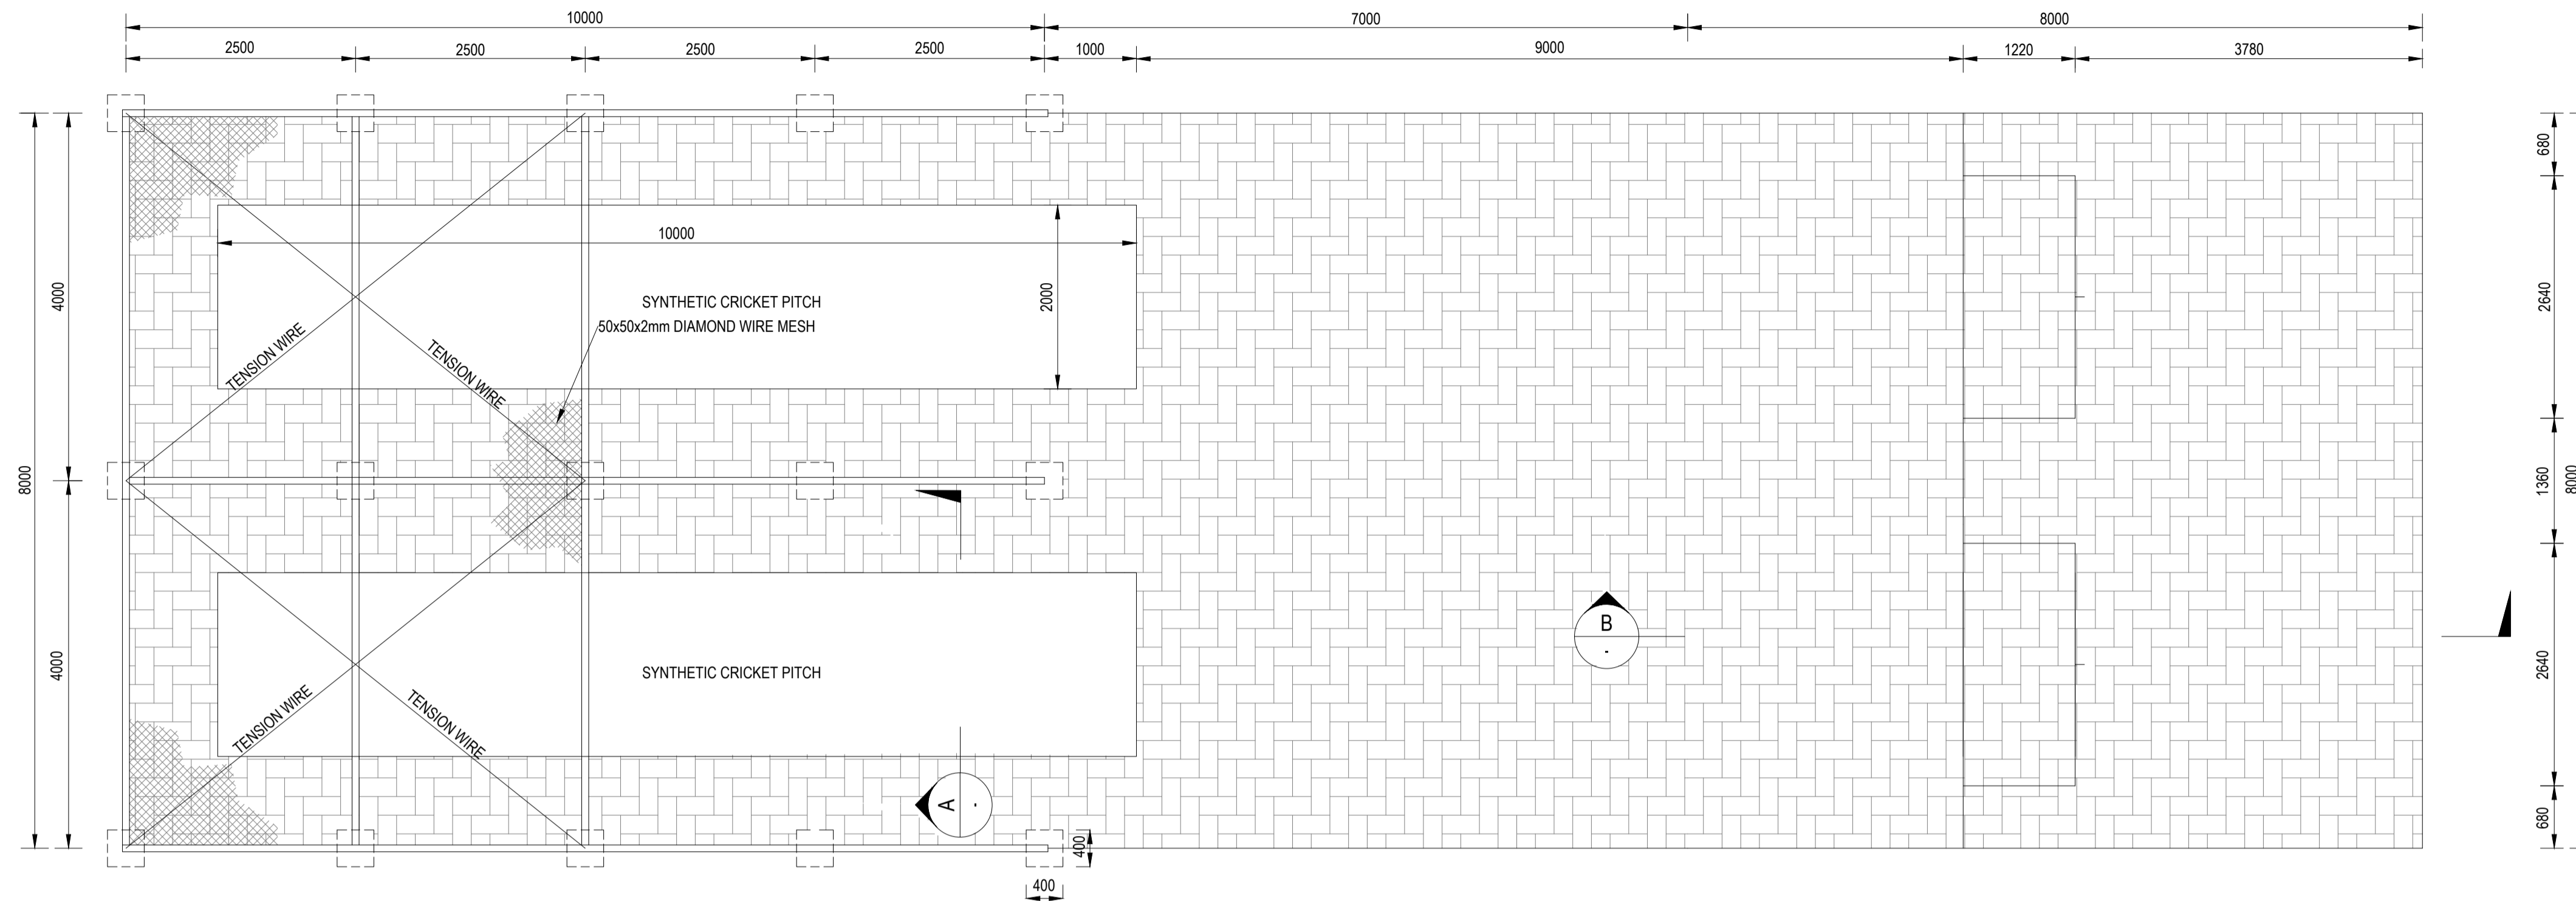 10000
7000
8000
2500
2500
2500
2500
1000
9000
1220
3780
680
10000
4000
2000
SYNTHETIC CRICKET PITCH
50x50x2mm DIAMOND WIRE MESH
2640
TENSION WIRE
TENSION WIRE
8000
1360
8000
B
-
4000
SYNTHETIC CRICKET PITCH
2640
TENSION WIRE
TENSION WIRE
A
-
680
400
400